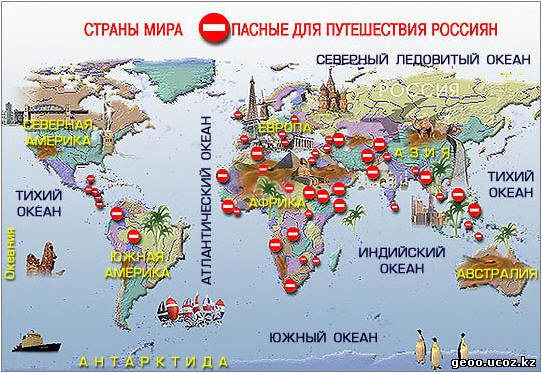 СТРАНЫ МИРА ПАСНЫЕ ДЛЯ ПУТЕШЕСТВИЯ РОССИЯН
СЕВЕРНЫЙ ЛЕДОВИТЫЙ ОКЕАН
РОССИЯ
СЕВЕРНАЯ
АМЕРИКА
ЕВРОПА
АЗИЯ
АТЛАНТИЧЕСКИЙ ОКЕАН
ТИХИЙ
ОКЕАН
ТИХИЙ
ОКЕАН
АФРИКА
Океания
ЮЖНАЯ
АМЕРИКА
ИНДИЙСКИЙ
ОКЕАН
АВСТРАЛИЯ
ЮЖНЫЙ ОКЕАН
АНТАРКТИДА
geoo.ucoz.kz